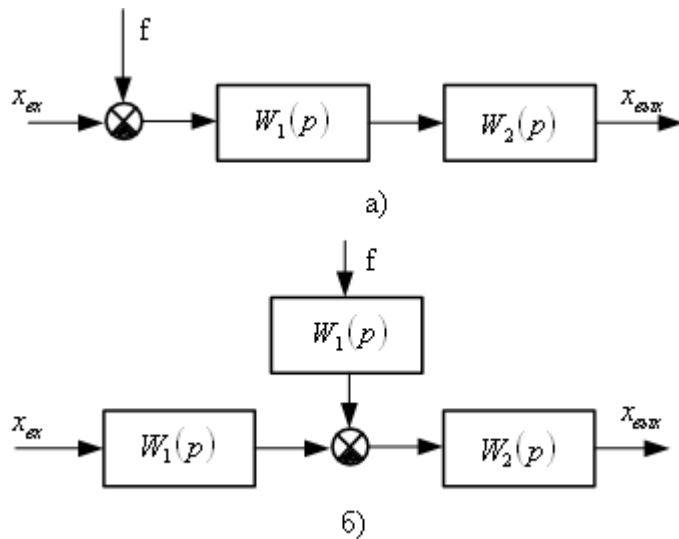 f
x_вх
W₁(p)
W₂(p)
x_вых
а)
f
W₁(p)
x_вх
W₁(p)
W₂(p)
x_вых
б)